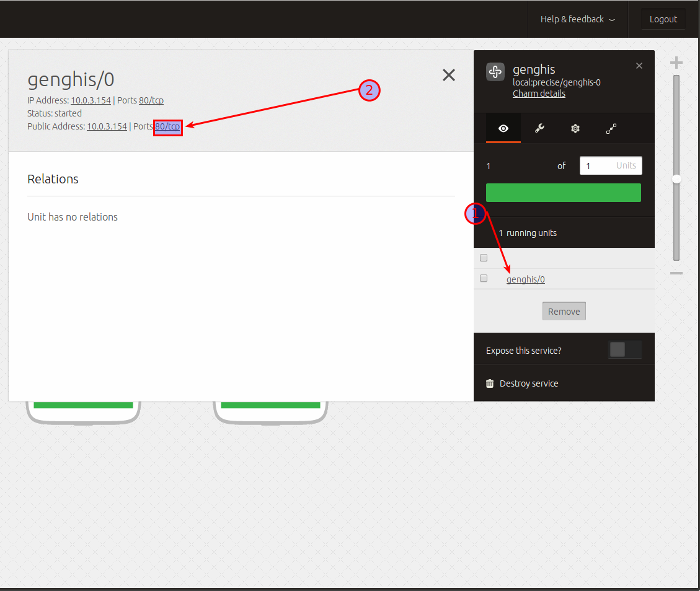 Help & feedback
Logout
genghis/0
IP Address: 10.0.3.154 | Ports 80/tcp
Status: started
Public Address: 10.0.3.154 | Ports 80/tcp
2
Relations
Unit has no relations
genghis
local:precise/genghis-0
Charm details
1 of 1 Units
1
1 running units
genghis/0
Remove
Expose this service?
Destroy service